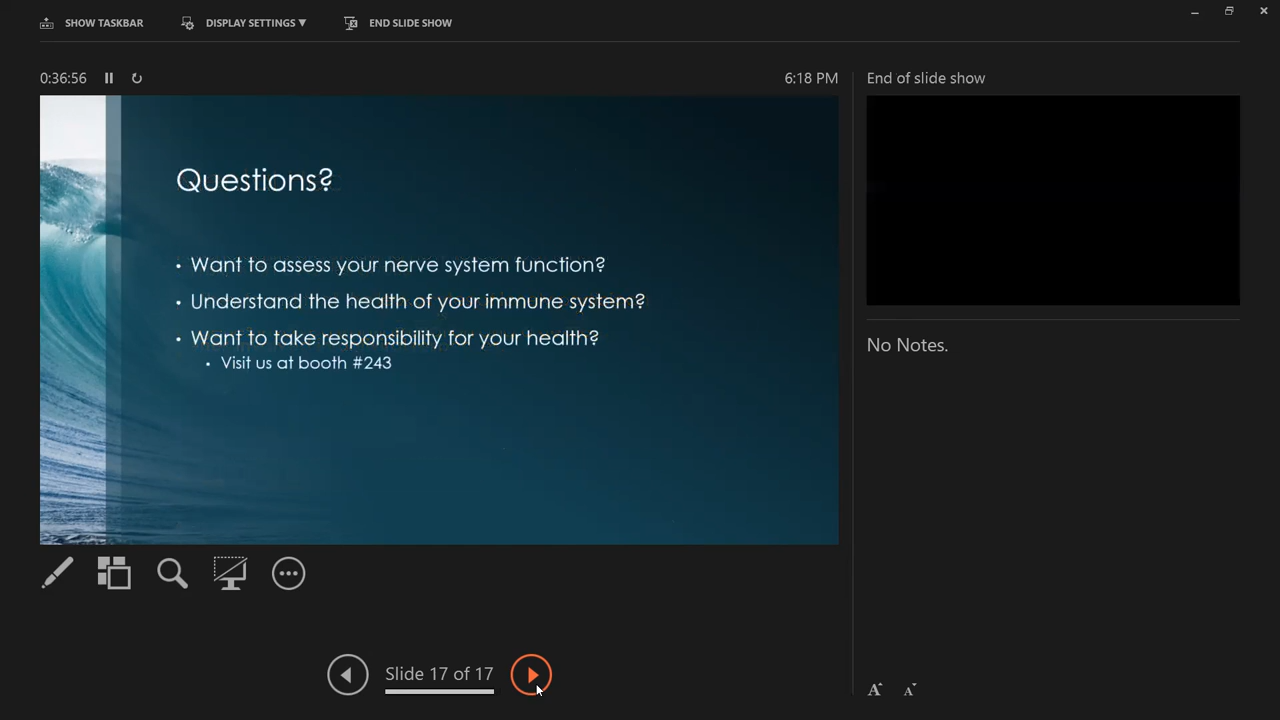 SHOW TASKBAR
DISPLAY SETTINGS ▼
END SLIDE SHOW
0:36:56
6:18 PM
End of slide show
Questions?
• Want to assess your nerve system function?
• Understand the health of your immune system?
• Want to take responsibility for your health?
• Visit us at booth #243
No Notes.
Slide 17 of 17
A A